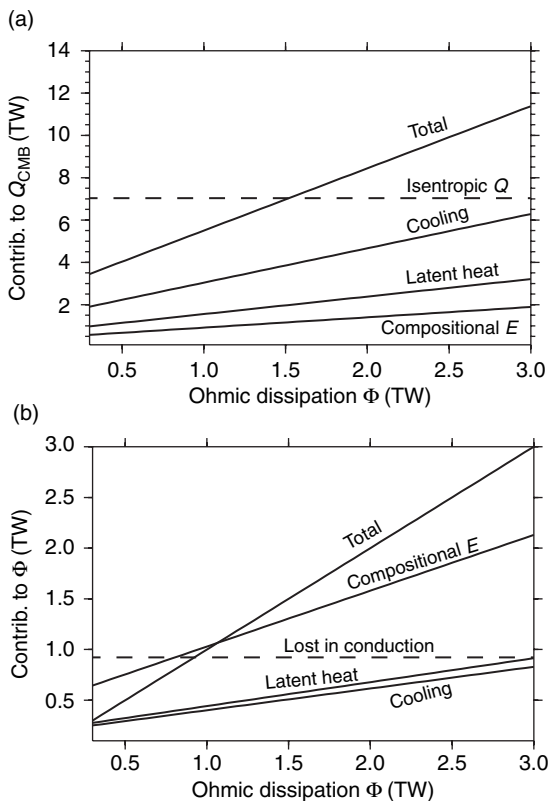 (a)
14
12
10
8
6
4
2
Contrib. to Q_CMB (TW)
Total
Isentropic Q
Cooling
Latent heat
Compositional E
0.5 1.0 1.5 2.0 2.5 3.0
Ohmic dissipation Φ (TW)
(b)
3.0
2.5
2.0
1.5
1.0
0.5
Contrib. to Φ (TW)
Total
Compositional E
Lost in conduction
Latent heat
Cooling
0.5 1.0 1.5 2.0 2.5 3.0
Ohmic dissipation Φ (TW)